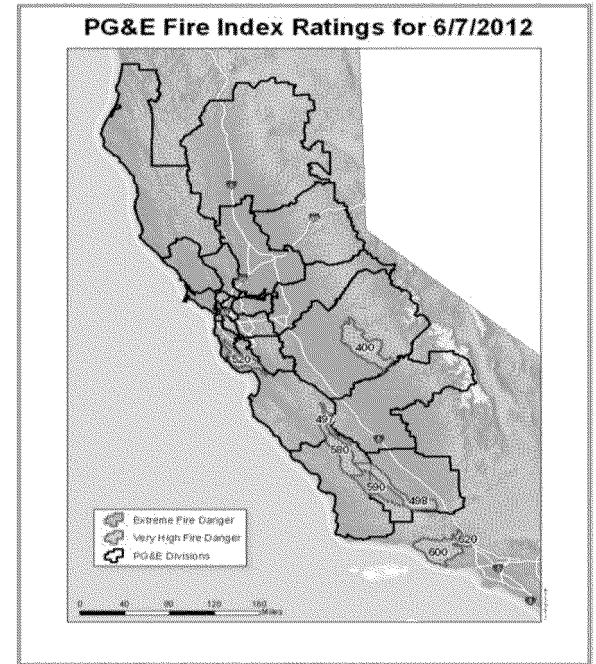 PG&E Fire Index Ratings for 6/7/2012
400
520
49
580
590
498
620
600
Extreme Fire Danger
Very High Fire Danger
PG&E Divisions
0 40 80 120 160
Miles